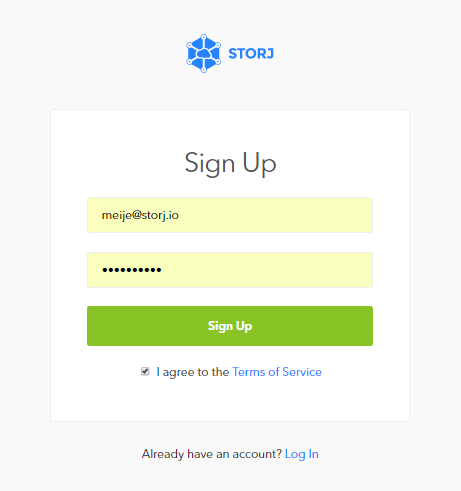 STORJ
Sign Up
meije@storj.io
••••••••••
Sign Up
I agree to the Terms of Service
Already have an account? Log In